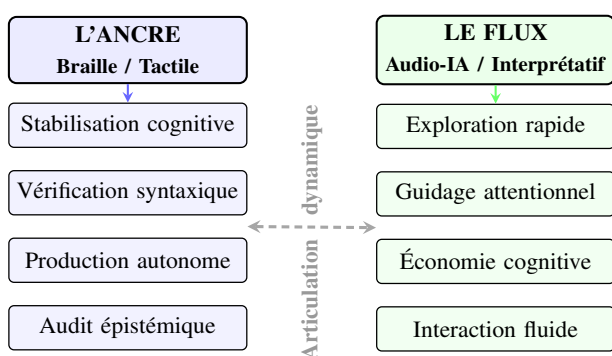 L'ANCRE
Braille / Tactile
Stabilisation cognitive
Vérification syntaxique
Production autonome
Audit épistémique
Articulation dynamique
LE FLUX
Audio-IA / Interprétatif
Exploration rapide
Guidage attentionnel
Économie cognitive
Interaction fluide